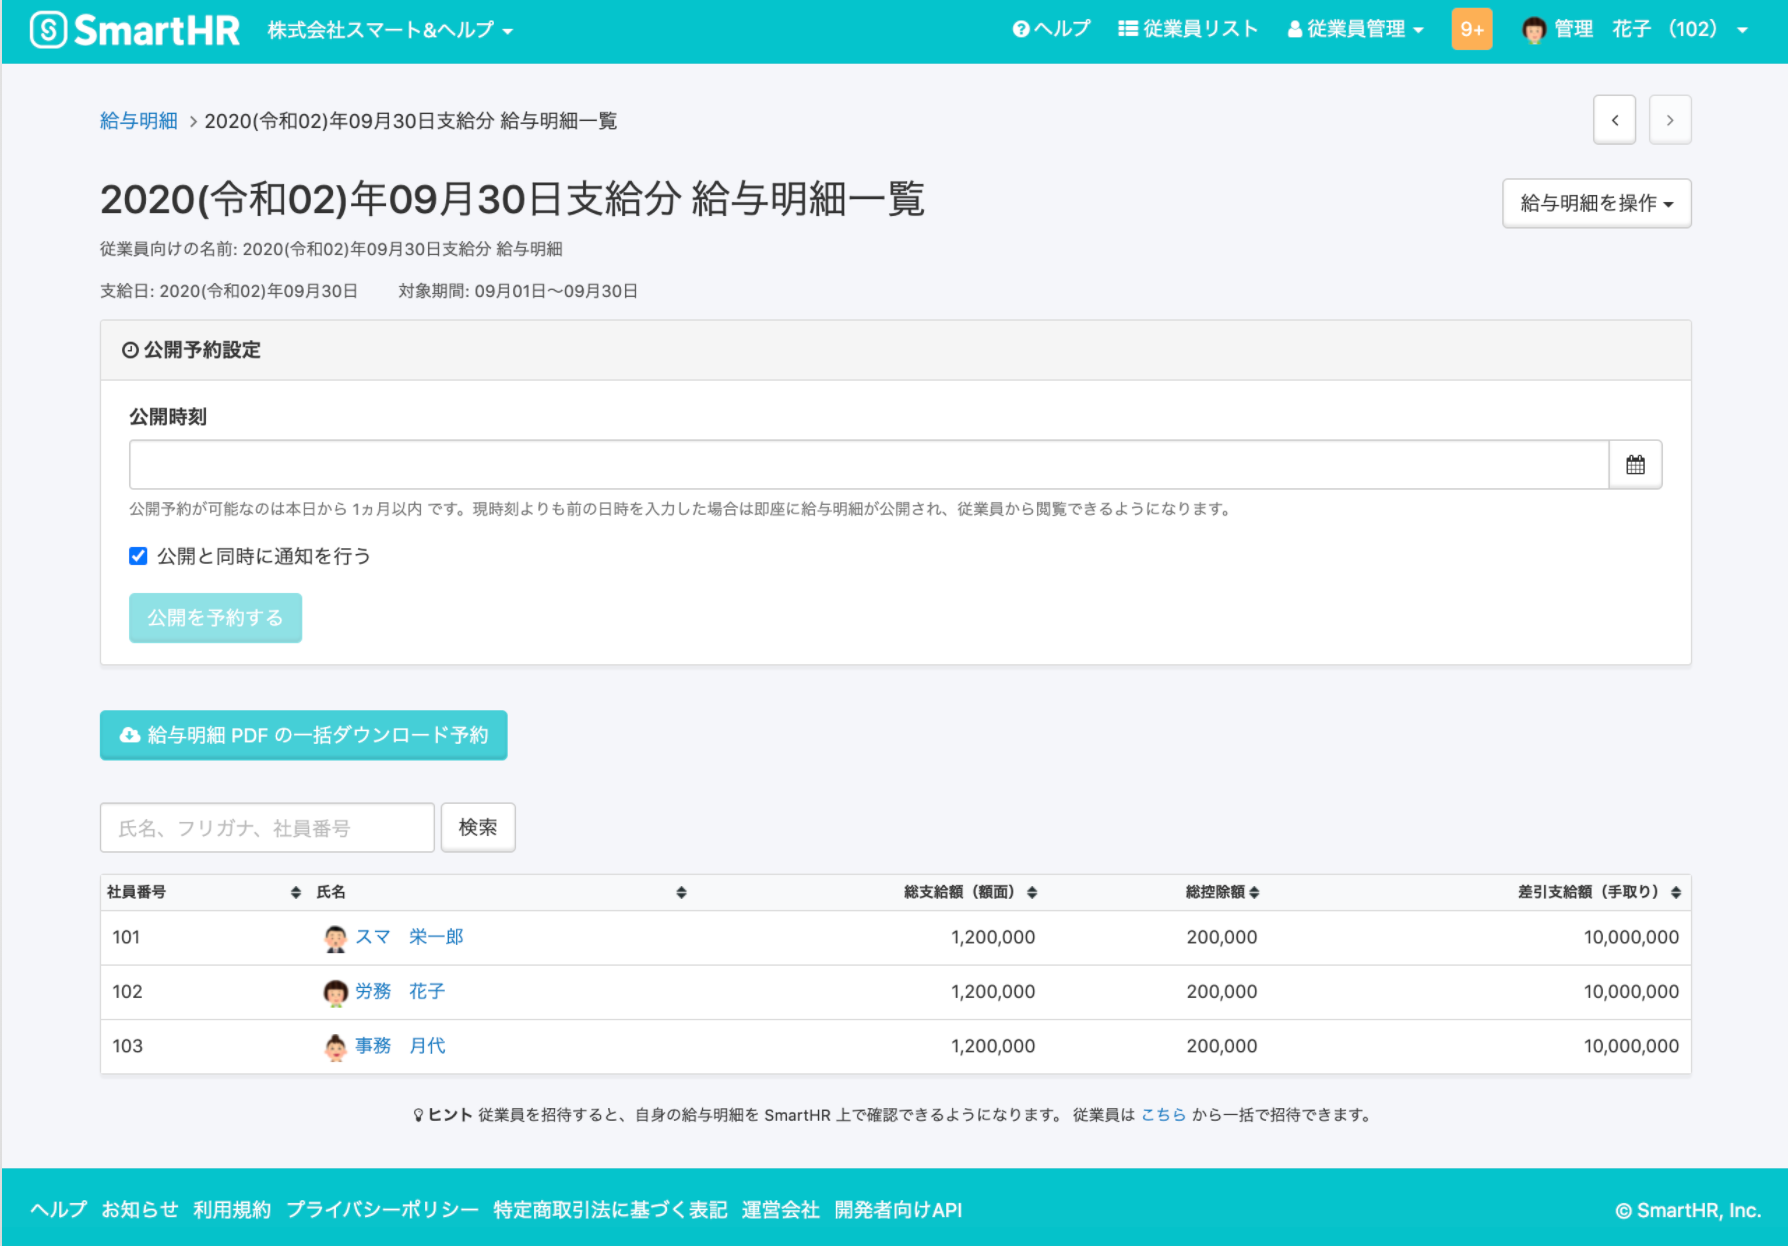 SmartHR 株式会社スマート&ヘルプ ヘルプ 従業員リスト 従業員管理 9+ 管理　花子（102）
給与明細 > 2020(令和02)年09月30日支給分 給与明細一覧
2020(令和02)年09月30日支給分 給与明細一覧 給与明細を操作
従業員向けの名前: 2020(令和02)年09月30日支給分 給与明細
支給日: 2020(令和02)年09月30日 対象期間: 09月01日〜09月30日
公開予約設定
公開時刻
公開予約が可能なのは本日から 1ヵ月以内 です。現時刻よりも前の日時を入力した場合は即座に給与明細が公開され、従業員から閲覧できるようになります。
公開と同時に通知を行う
公開を予約する
給与明細 PDF の一括ダウンロード予約
氏名、フリガナ、社員番号 検索
社員番号 氏名 総支給額（額面） 総控除額 差引支給額（手取り）
101 スマ　栄一郎 1,200,000 200,000 10,000,000
102 労務　花子 1,200,000 200,000 10,000,000
103 事務　月代 1,200,000 200,000 10,000,000
ヒント 従業員を招待すると、自身の給与明細を SmartHR 上で確認できるようになります。 従業員は こちら から一括で招待できます。
ヘルプ お知らせ 利用規約 プライバシーポリシー 特定商取引法に基づく表記 運営会社 開発者向けAPI © SmartHR, Inc.